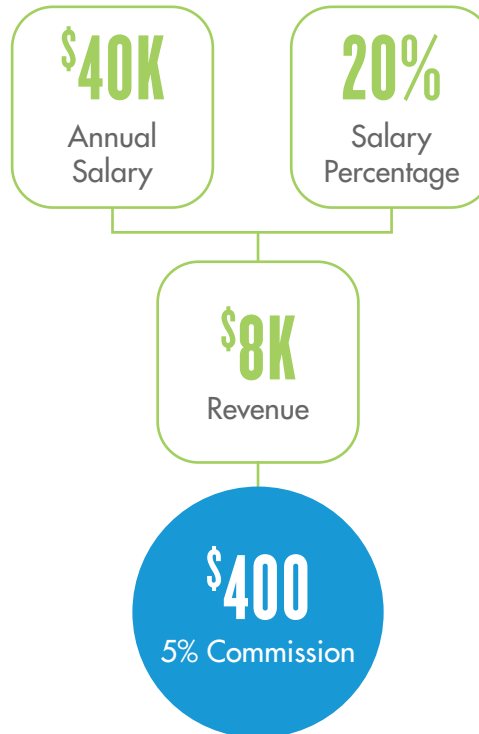 $40K
Annual
Salary
20%
Salary
Percentage
$8K
Revenue
$400
5% Commission